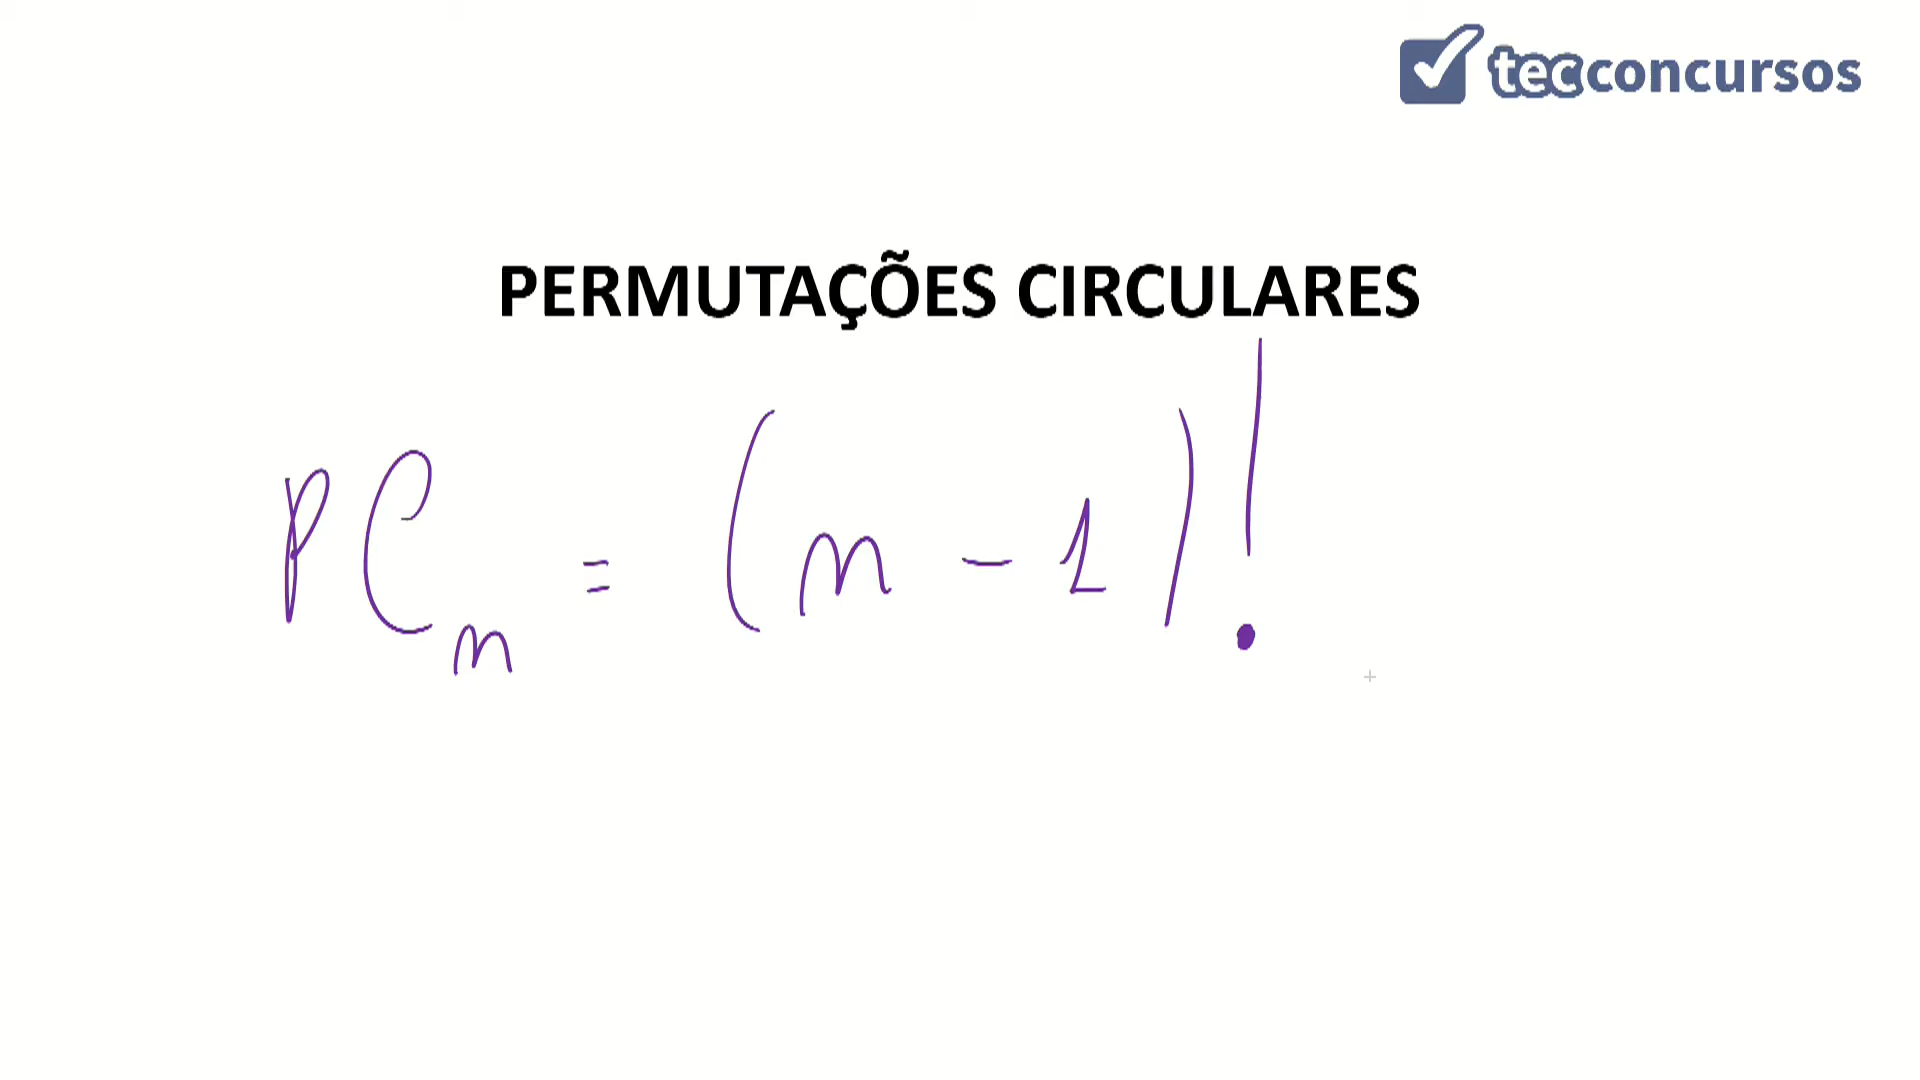 tecconcursos
PERMUTAÇÕES CIRCULARES
PCn = (n - 1)!